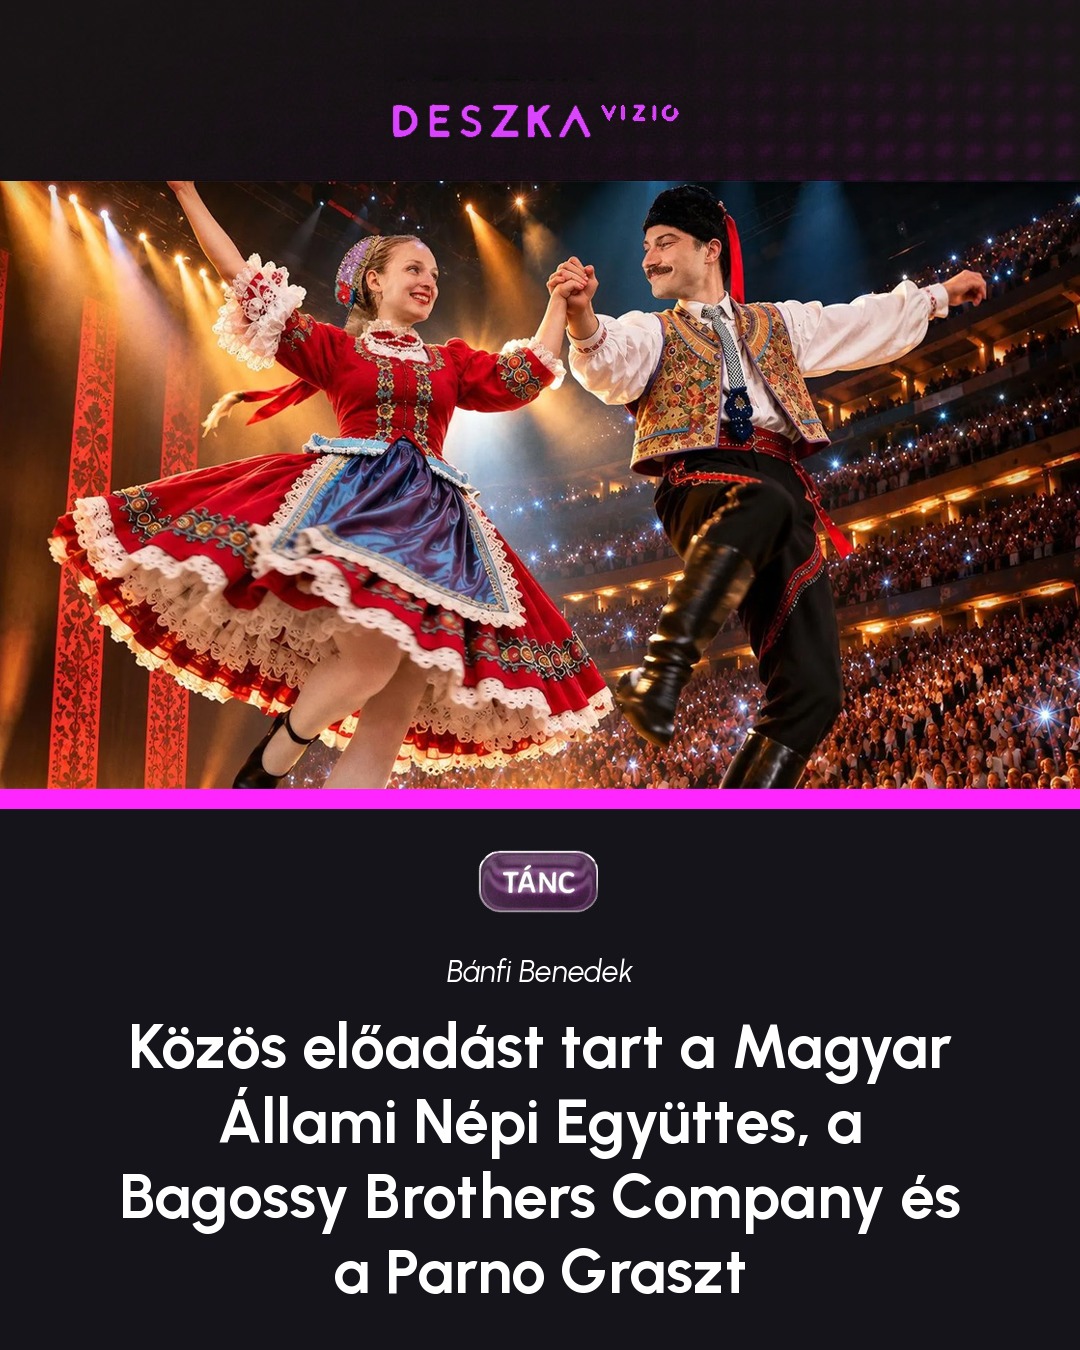 DESZKA VIZIO
TÁNC
Bánfi Benedek
Közös előadást tart a Magyar
Állami Népi Együttes, a
Bagossy Brothers Company és
a Parno Graszt